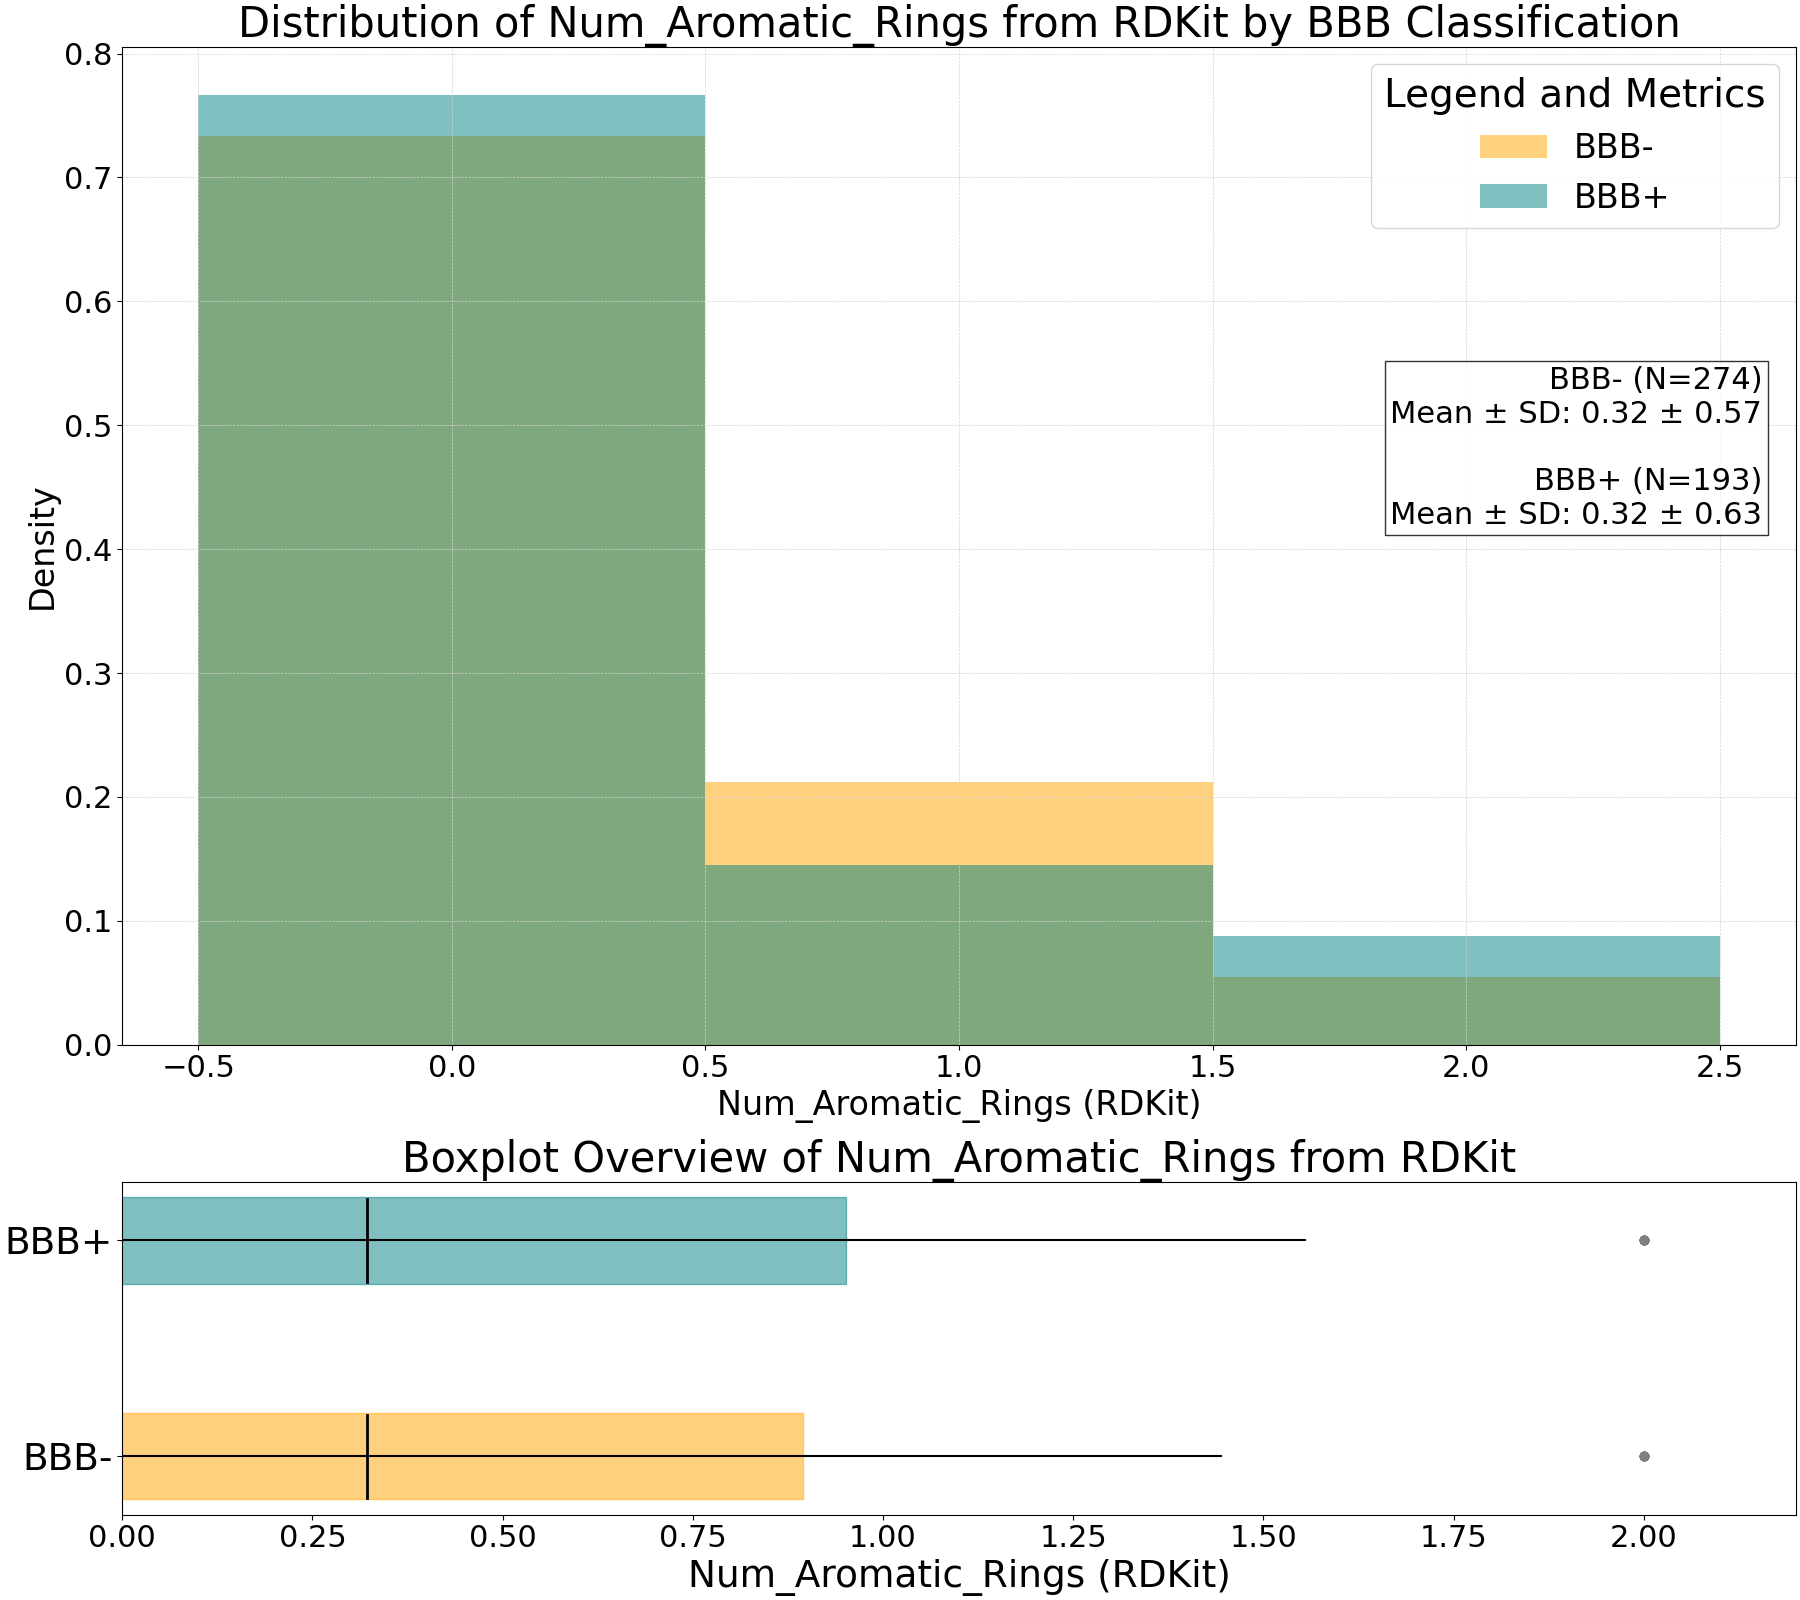 Distribution of Num_Aromatic_Rings from RDKit by BBB Classification
0.8
0.7
0.6
0.5
0.4
0.3
0.2
0.1
0.0
Density
Legend and Metrics
BBB-
BBB+
BBB- (N=274)
Mean ± SD: 0.32 ± 0.57
BBB+ (N=193)
Mean ± SD: 0.32 ± 0.63
−0.5 0.0 0.5 1.0 1.5 2.0 2.5
Num_Aromatic_Rings (RDKit)
Boxplot Overview of Num_Aromatic_Rings from RDKit
BBB+
BBB-
0.00 0.25 0.50 0.75 1.00 1.25 1.50 1.75 2.00
Num_Aromatic_Rings (RDKit)